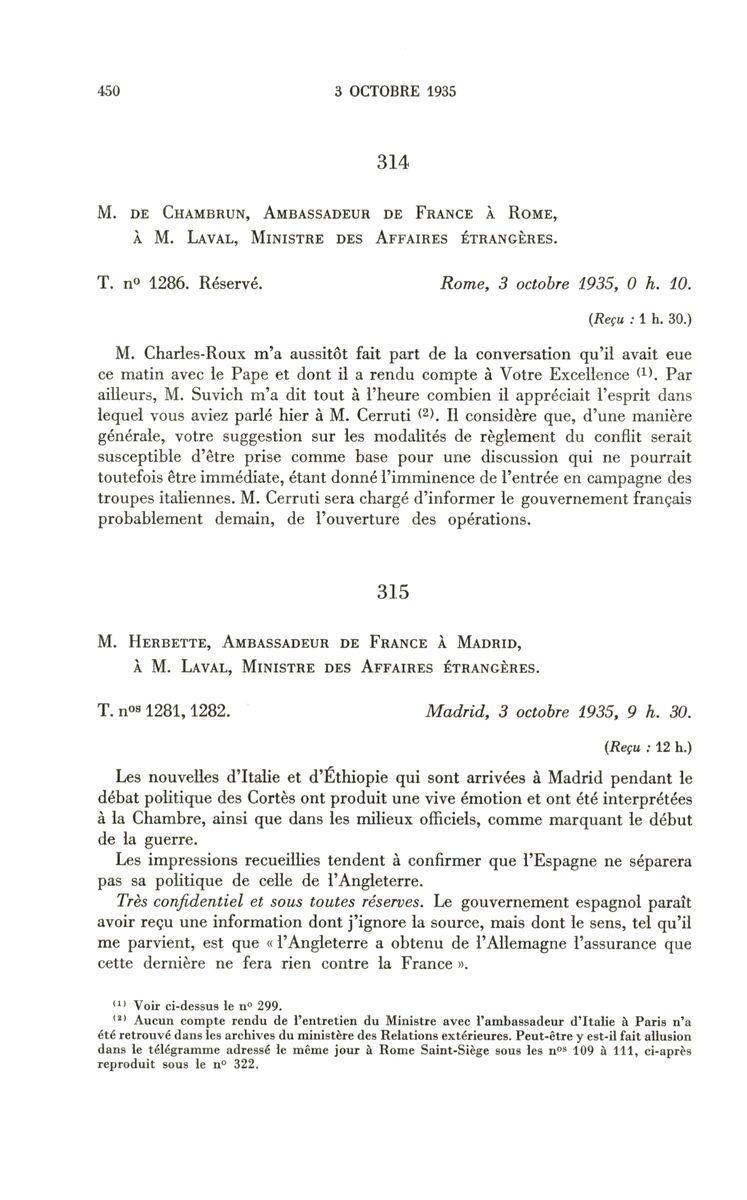 450 3 OCTOBRE 1935
314
M. DE CHAMBRUN, AMBASSADEUR DE FRANCE À ROME,
À M. LAVAL, MINISTRE DES AFFAIRES ÉTRANGÈRES.
T. nº 1286. Réservé. Rome, 3 octobre 1935, 0 h. 10.
(Reçu : 1 h. 30.)
M. Charles-Roux m'a aussitôt fait part de la conversation qu'il avait eue
ce matin avec le Pape et dont il a rendu compte à Votre Excellence (1). Par
ailleurs, M. Suvich m'a dit tout à l'heure combien il appréciait l'esprit dans
lequel vous aviez parlé hier à M. Cerruti (2). Il considère que, d'une manière
générale, votre suggestion sur les modalités de règlement du conflit serait
susceptible d'être prise comme base pour une discussion qui ne pourrait
toutefois être immédiate, étant donné l'imminence de l'entrée en campagne des
troupes italiennes. M. Cerruti sera chargé d'informer le gouvernement français
probablement demain, de l'ouverture des opérations.
315
M. HERBETTE, AMBASSADEUR DE FRANCE À MADRID,
À M. LAVAL, MINISTRE DES AFFAIRES ÉTRANGÈRES.
T. nos 1281, 1282. Madrid, 3 octobre 1935, 9 h. 30.
(Reçu : 12 h.)
Les nouvelles d'Italie et d'Éthiopie qui sont arrivées à Madrid pendant le
débat politique des Cortès ont produit une vive émotion et ont été interprétées
à la Chambre, ainsi que dans les milieux officiels, comme marquant le début
de la guerre.
Les impressions recueillies tendent à confirmer que l'Espagne ne séparera
pas sa politique de celle de l'Angleterre.
Très confidentiel et sous toutes réserves. Le gouvernement espagnol paraît
avoir reçu une information dont j'ignore la source, mais dont le sens, tel qu'il
me parvient, est que « l'Angleterre a obtenu de l'Allemagne l'assurance que
cette dernière ne fera rien contre la France ».
(1) Voir ci-dessus le nº 299.
(2) Aucun compte rendu de l'entretien du Ministre avec l'ambassadeur d'Italie à Paris n'a
été retrouvé dans les archives du ministère des Relations extérieures. Peut-être y est-il fait allusion
dans le télégramme adressé le même jour à Rome Saint-Siège sous les nos 109 à 111, ci-après
reproduit sous le nº 322.